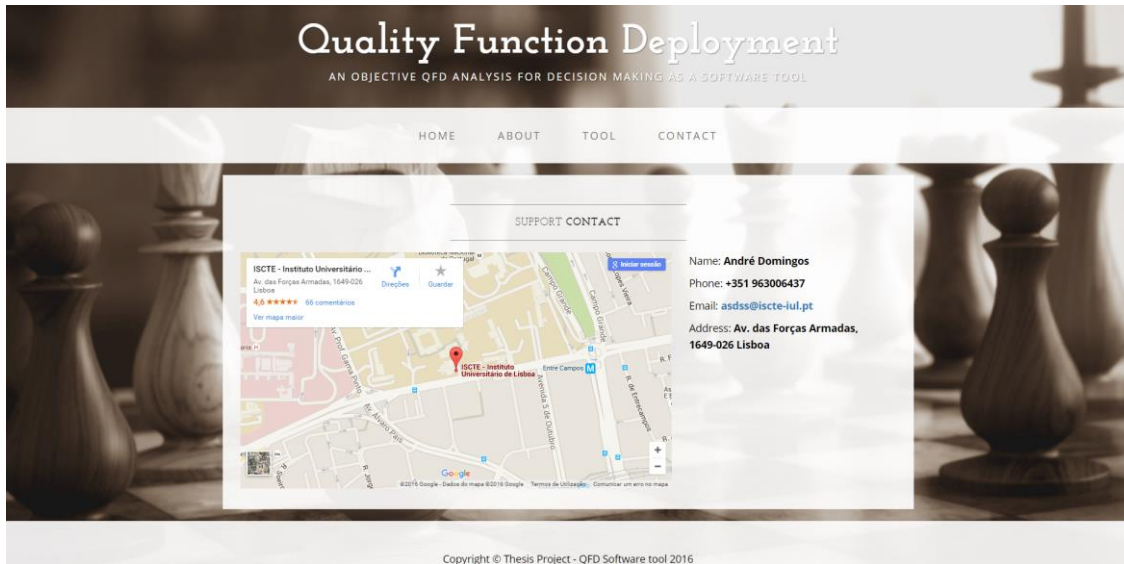 Quality Function Deployment
AN OBJECTIVE QFD ANALYSIS FOR DECISION MAKING AS A SOFTWARE TOOL
HOME ABOUT TOOL CONTACT
SUPPORT CONTACT
ISCTE - Instituto Universitário ...
Av. das Forças Armadas, 1649-026
Lisboa
4,6 ★★★★★ 66 comentários
Ver mapa maior
Direções
Guardar
Iniciar sessão
Campo Grande
Campo Grande
Av. Prof. Gama Pinto
ISCTE - Instituto
Universitário de Lisboa
Entre Campos M
Avenida 5 de Outubro
R. de Entrecampos
Av. Álvaro Pais
R. Jorge
+
−
Google
©2016 Google - Dados do mapa ©2016 Google Termos de Utilização Comunicar um erro no mapa
Name: André Domingos
Phone: +351 963006437
Email: asdss@iscte-iul.pt
Address: Av. das Forças Armadas,
1649-026 Lisboa
Copyright © Thesis Project - QFD Software tool 2016